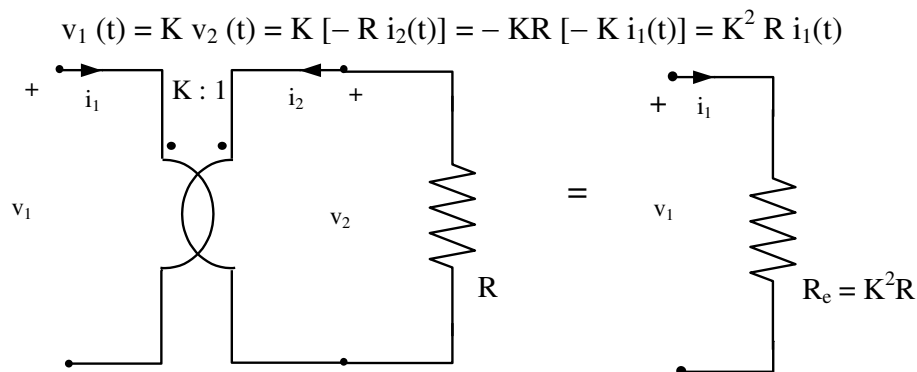 v₁ (t) = K v₂ (t) = K [– R i₂(t)] = – KR [– K i₁(t)] = K² R i₁(t)
+ i₁ K : 1 i₂ +
+ i₁
v₁ v₂ = v₁
R Rₑ = K²R